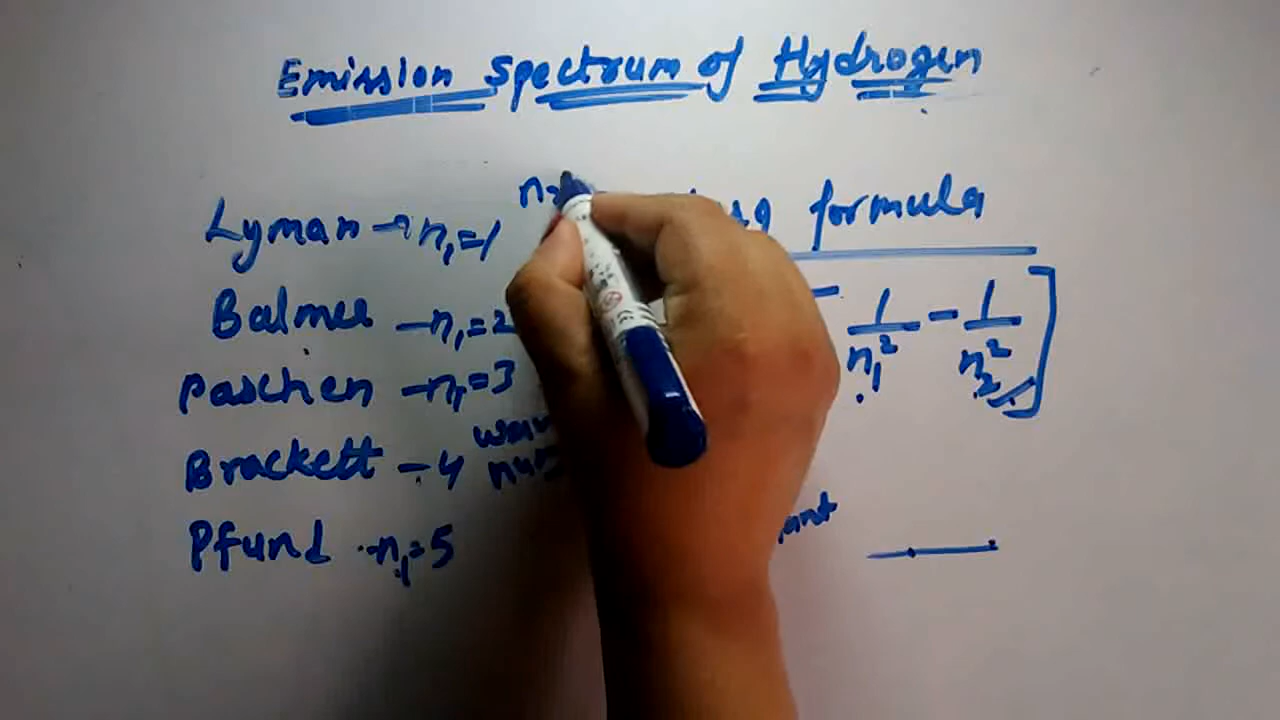 Emission Spectrum of Hydrogen
formula
Lyman → n₁=1
Balmer – n₁=2
Paschen – n₁=3
Brackett – 4
Pfund – n₁=5
1/n₁² – 1/n₂² ]